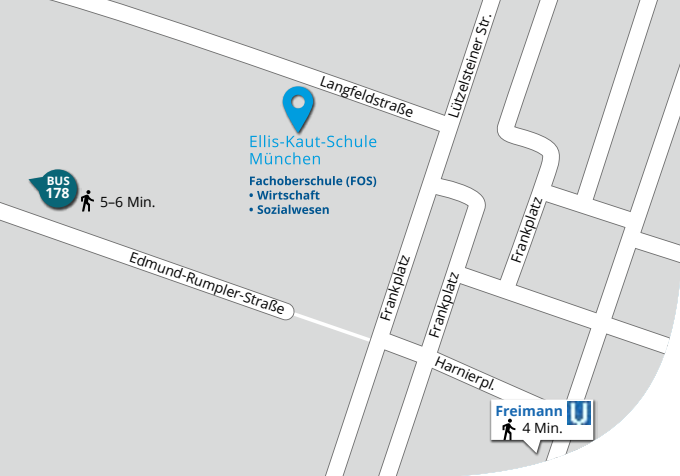 Lützelsteiner Str.
Langfeldstraße
Ellis-Kaut-Schule
München
Fachoberschule (FOS)
• Wirtschaft
• Sozialwesen
BUS
178
5–6 Min.
Frankplatz
Edmund-Rumpler-Straße
Frankplatz
Frankplatz
Harnierpl.
Freimann U
4 Min.